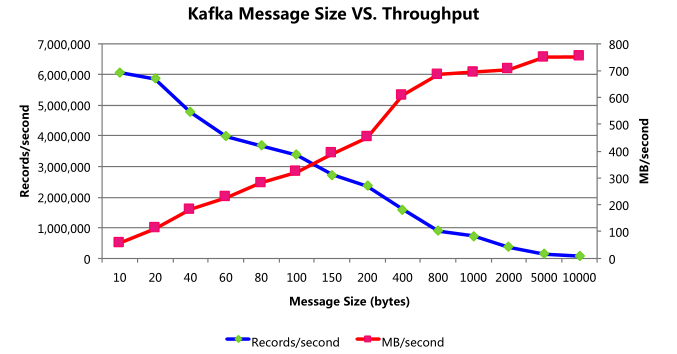 Kafka Message Size VS. Throughput
7,000,000
6,000,000
5,000,000
4,000,000
3,000,000
2,000,000
1,000,000
0
Records/second
800
700
600
500
400
300
200
100
0
MB/second
10 20 40 60 80 100 150 200 400 800 1000 2000 5000 10000
Message Size (bytes)
Records/second MB/second